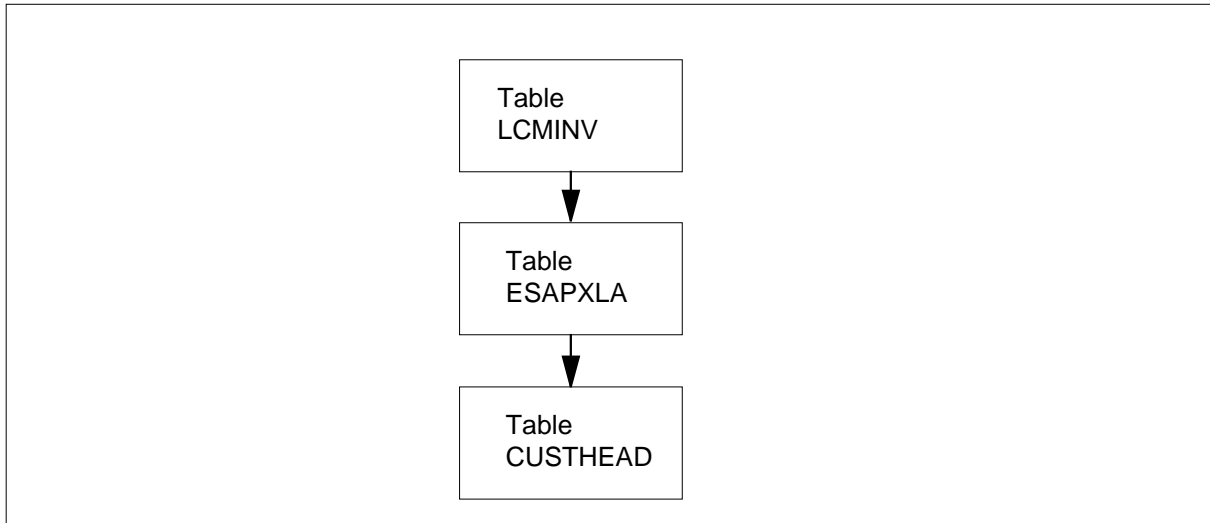 Table
LCMINV
Table
ESAPXLA
Table
CUSTHEAD